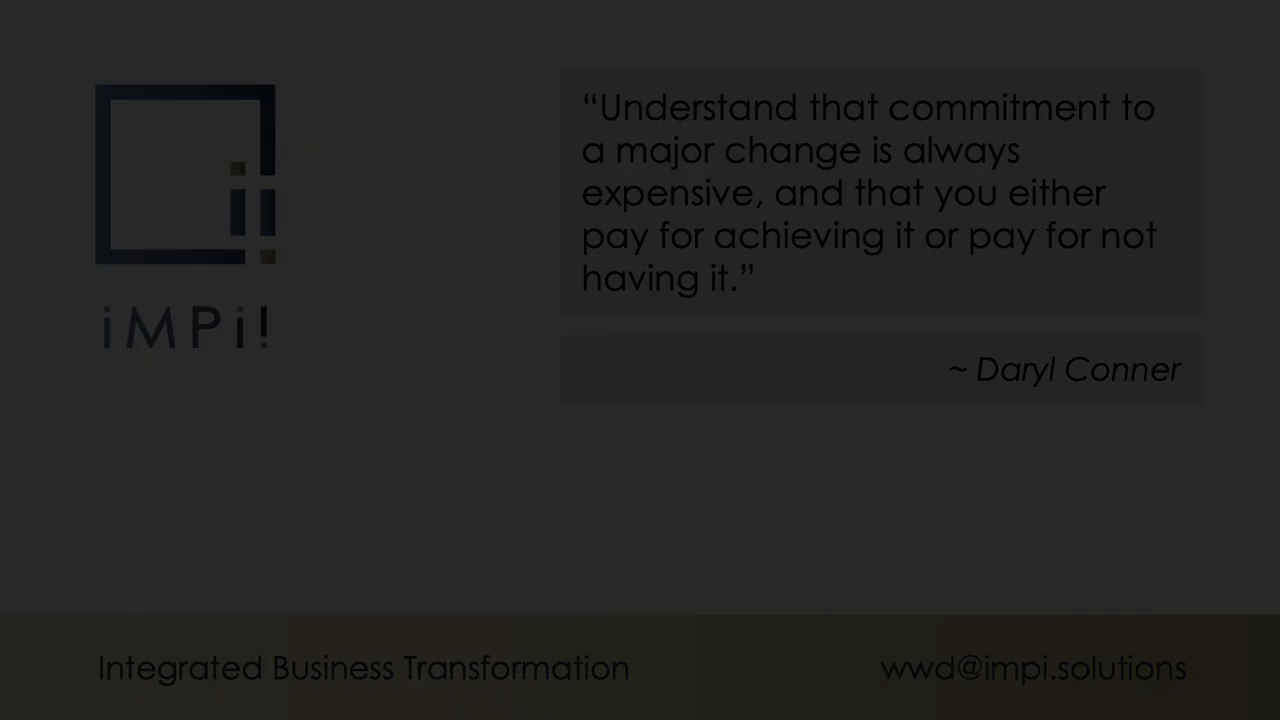 iMPi!
“Understand that commitment to
a major change is always
expensive, and that you either
pay for achieving it or pay for not
having it.”
~ Daryl Conner
Integrated Business Transformation
wwd@impi.solutions